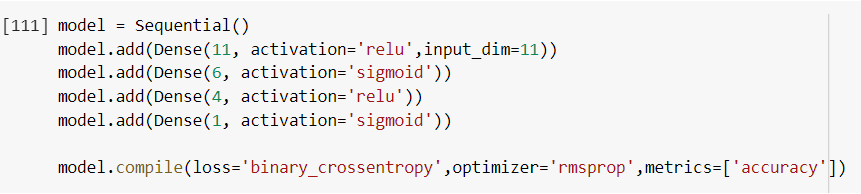 [111] model = Sequential()
model.add(Dense(11, activation='relu',input_dim=11))
model.add(Dense(6, activation='sigmoid'))
model.add(Dense(4, activation='relu'))
model.add(Dense(1, activation='sigmoid'))
model.compile(loss='binary_crossentropy',optimizer='rmsprop',metrics=['accuracy'])